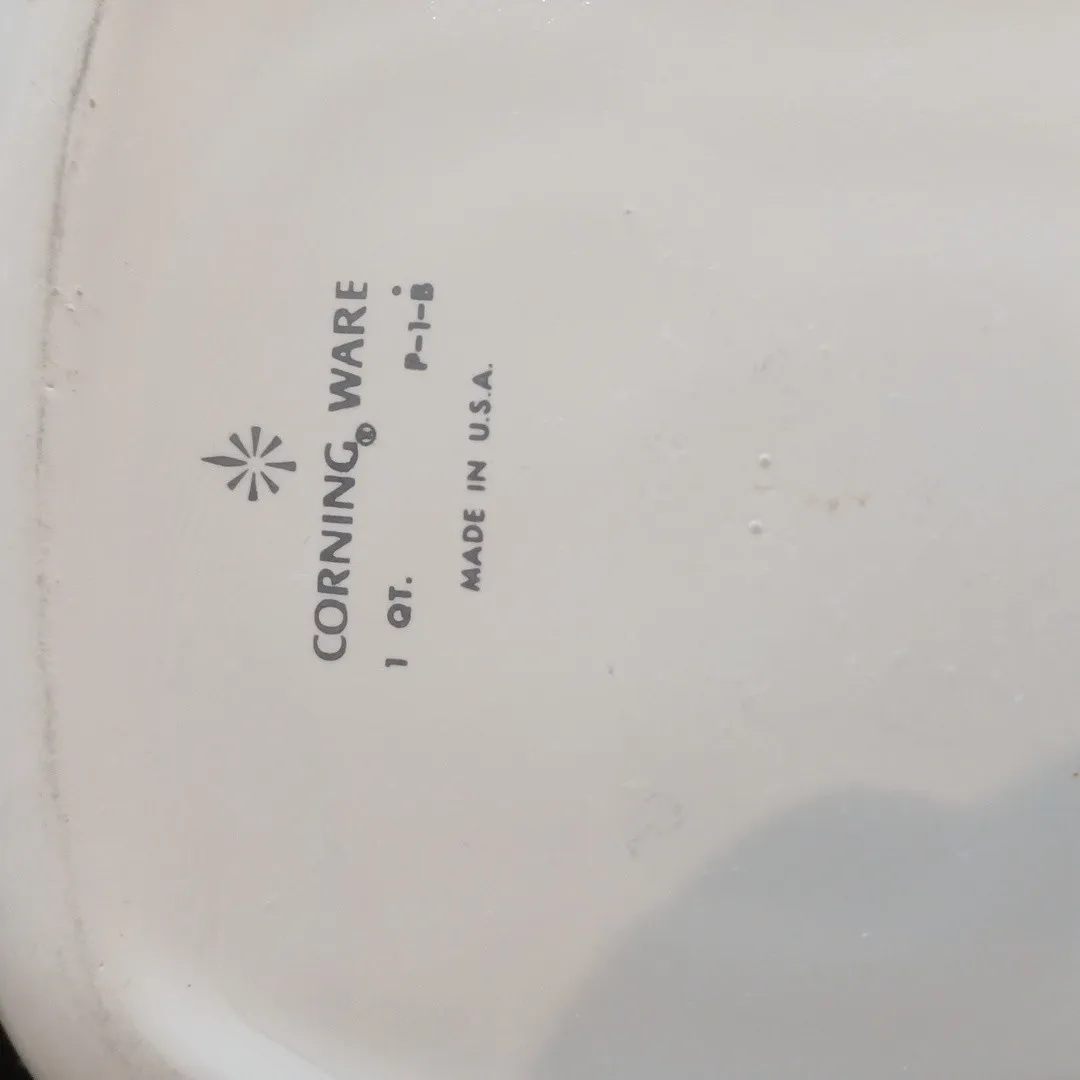 CORNING® WARE
1 QT. P-1-B
MADE IN U.S.A.